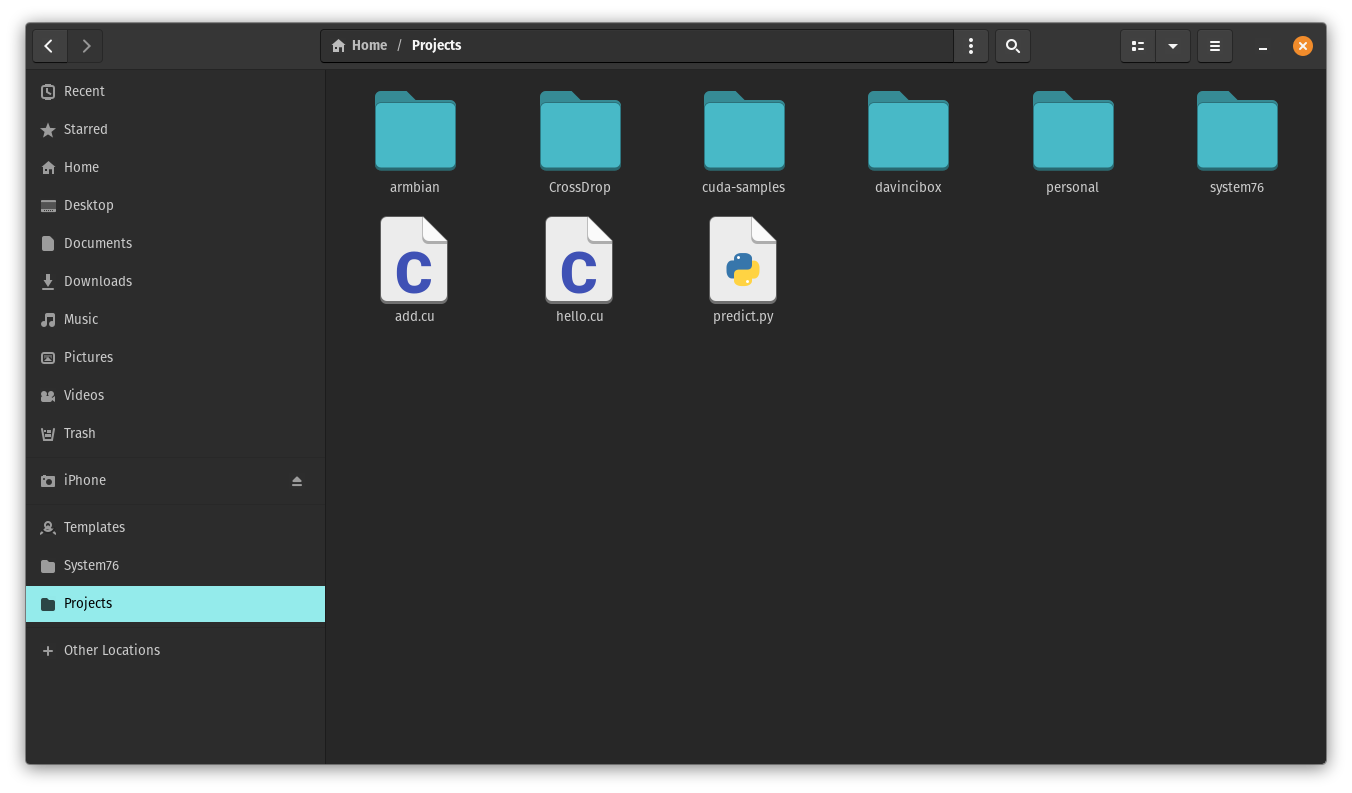 Home / Projects
Recent
Starred
Home
Desktop
Documents
Downloads
Music
Pictures
Videos
Trash
iPhone
Templates
System76
Projects
Other Locations
armbian CrossDrop cuda-samples davincibox personal system76
C C
add.cu hello.cu predict.py